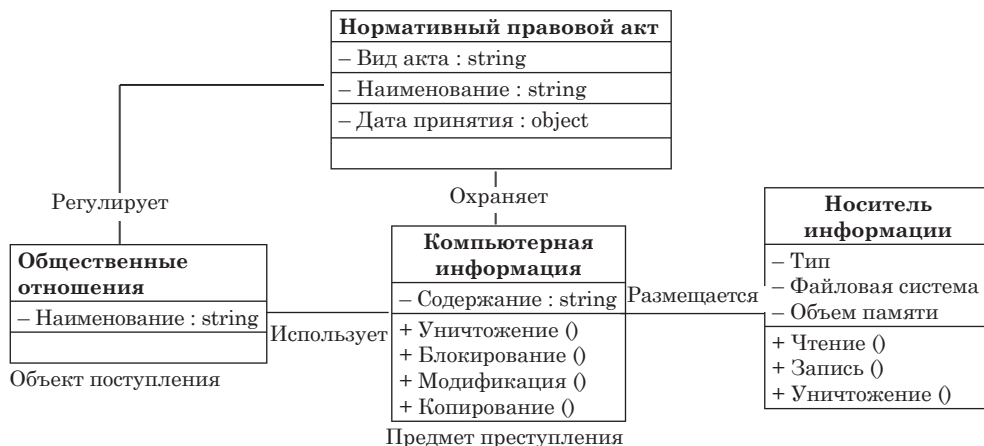 Нормативный правовой акт
– Вид акта : string
– Наименование : string
– Дата принятия : object
Регулирует
Охраняет
Общественные
отношения
– Наименование : string
Объект поступления
Использует
Компьютерная
информация
– Содержание : string
+ Уничтожение ()
+ Блокирование ()
+ Модификация ()
+ Копирование ()
Предмет преступления
Размещается
Носитель
информации
– Тип
– Файловая система
– Объем памяти
+ Чтение ()
+ Запись ()
+ Уничтожение ()